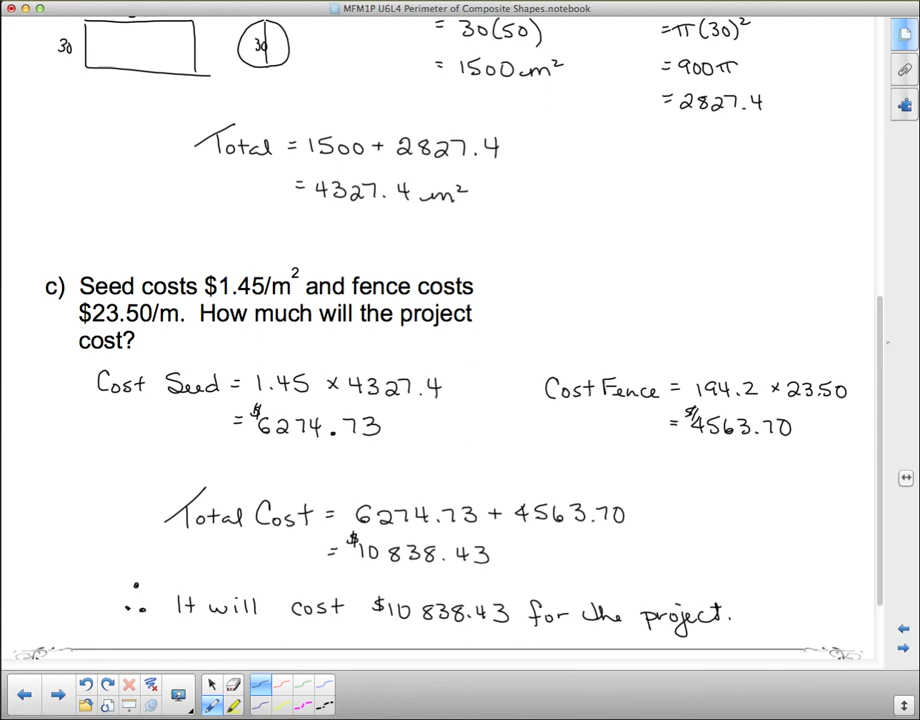 MFM1P U6L4 Perimeter of Composite Shapes.notebook
30
30
= 30(50)
= 1500 cm²
= π(30)²
= 900π
= 2827.4
Total = 1500 + 2827.4
= 4327.4 cm²
c) Seed costs $1.45/m² and fence costs
$23.50/m. How much will the project
cost?
Cost Seed = 1.45 × 4327.4
= $6274.73
Cost Fence = 194.2 × 23.50
= $4563.70
Total Cost = 6274.73 + 4563.70
= $10 838.43
∴ It will cost $10 838.43 for the project.